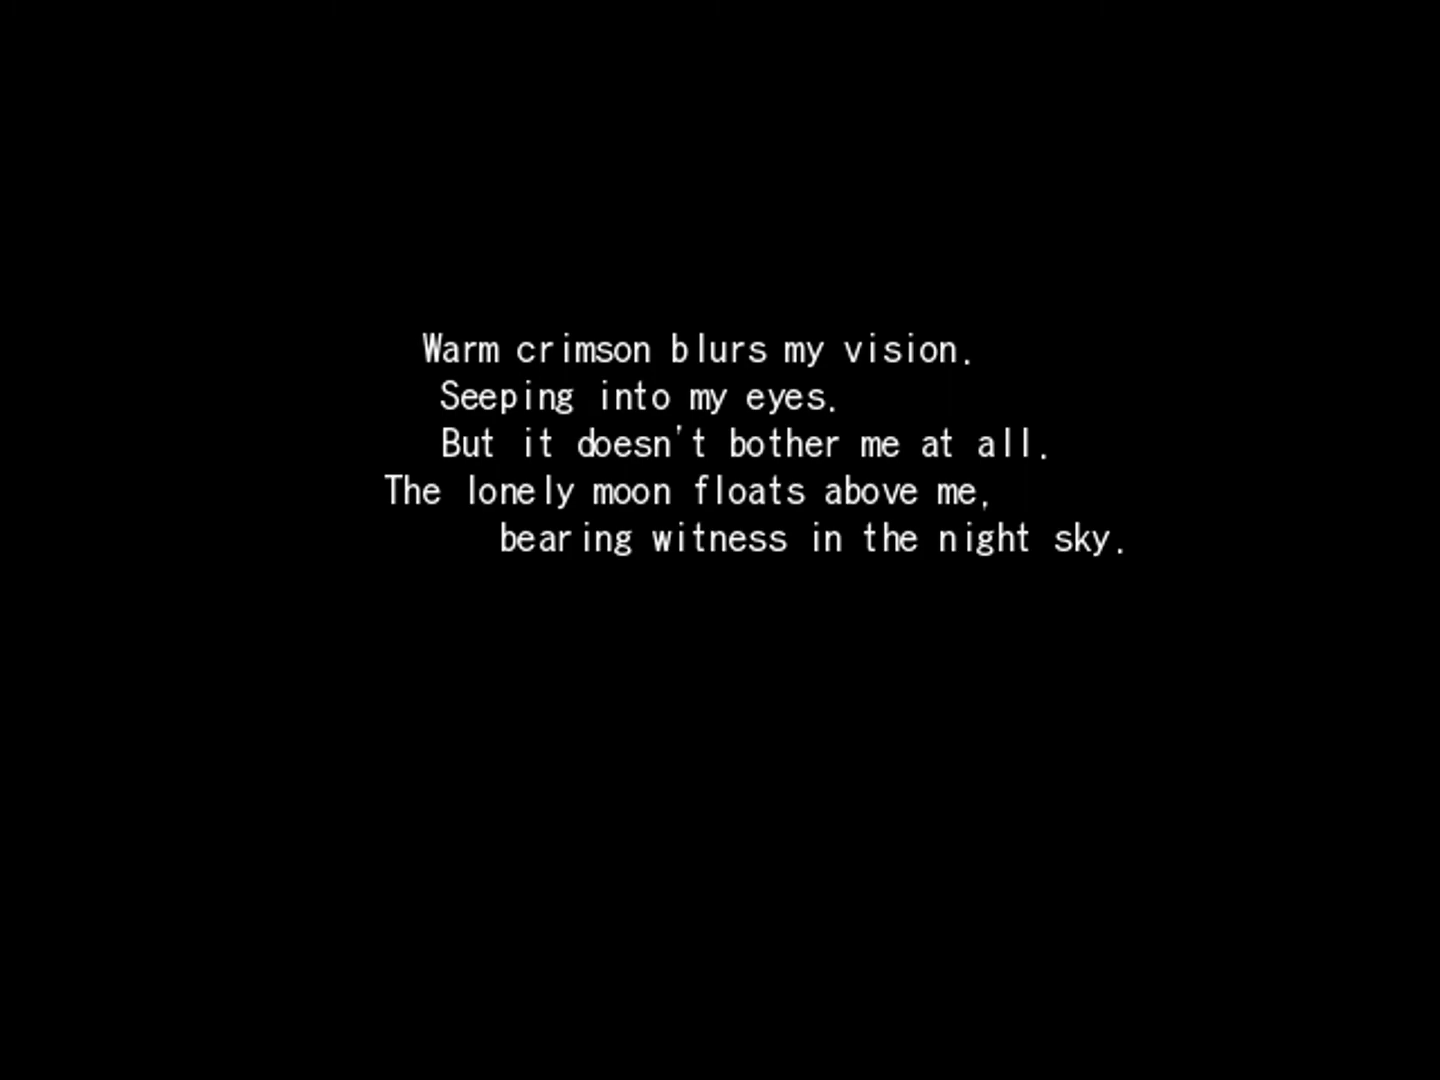 Warm crimson blurs my vision.
Seeping into my eyes.
But it doesn't bother me at all.
The lonely moon floats above me,
bearing witness in the night sky.